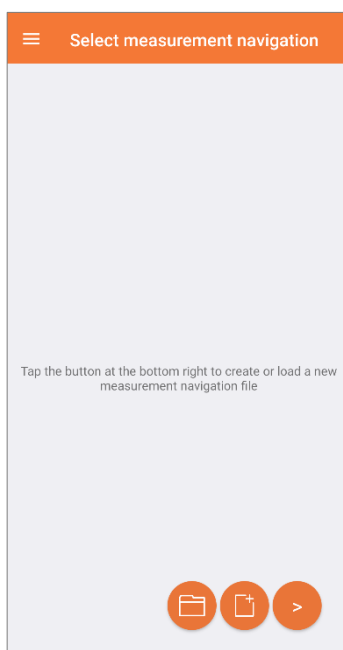 Select measurement navigation
Tap the button at the bottom right to create or load a new
measurement navigation file
>